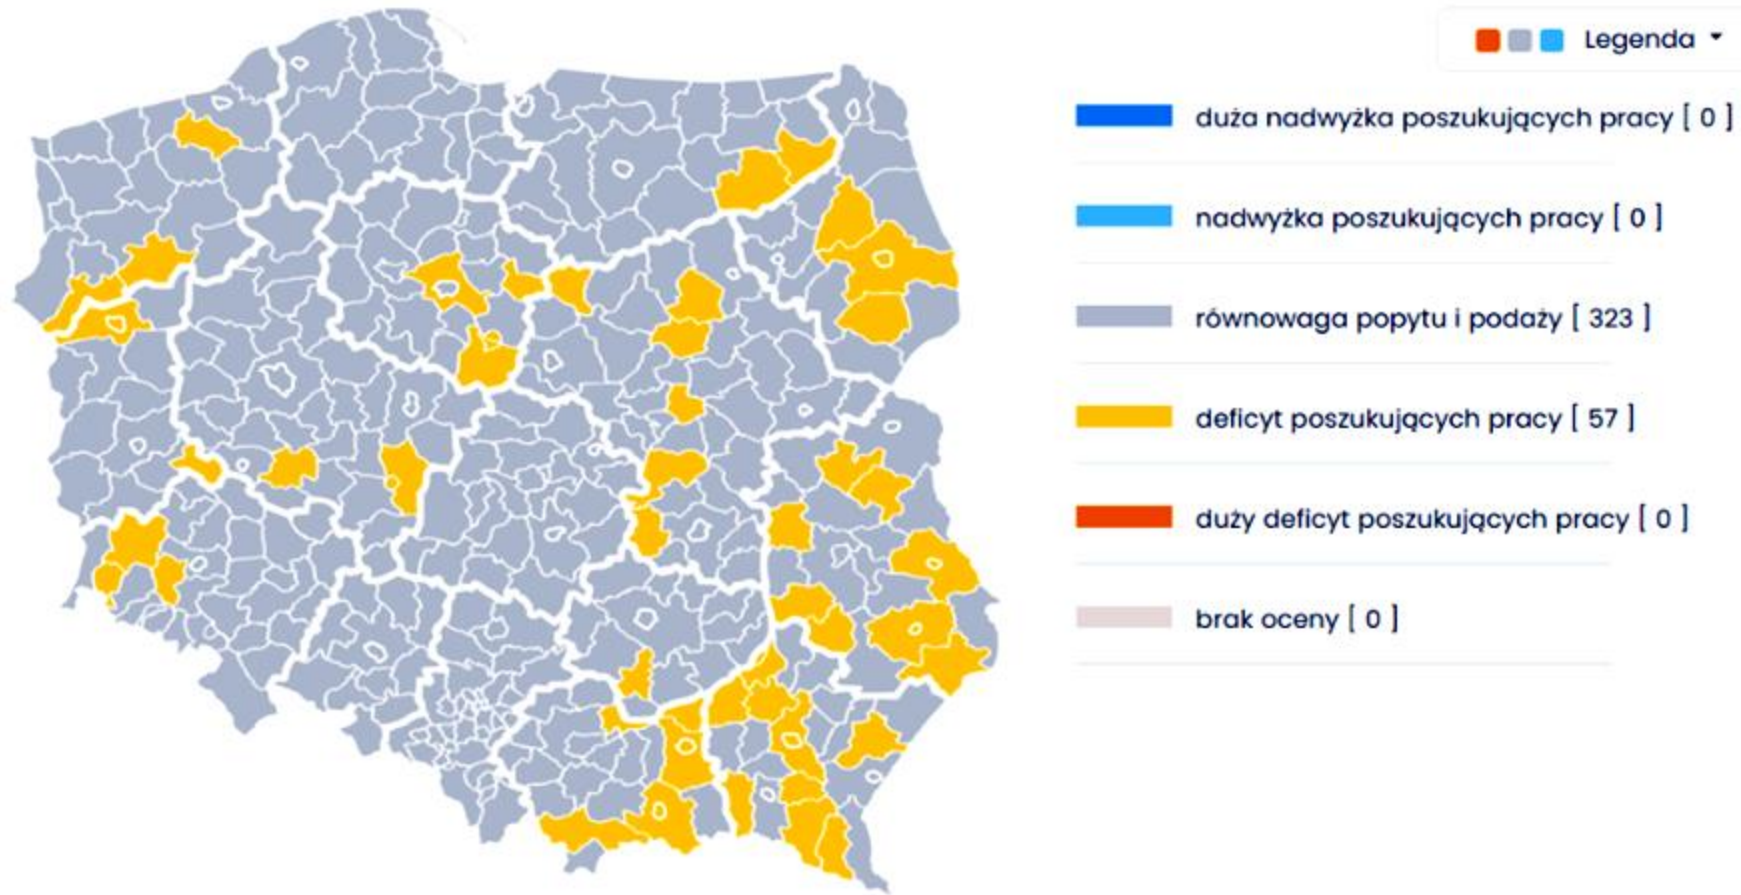 Legenda
duża nadwyżka poszukujących pracy [ 0 ]
nadwyżka poszukujących pracy [ 0 ]
równowaga popytu i podaży [ 323 ]
deficyt poszukujących pracy [ 57 ]
duży deficyt poszukujących pracy [ 0 ]
brak oceny [ 0 ]